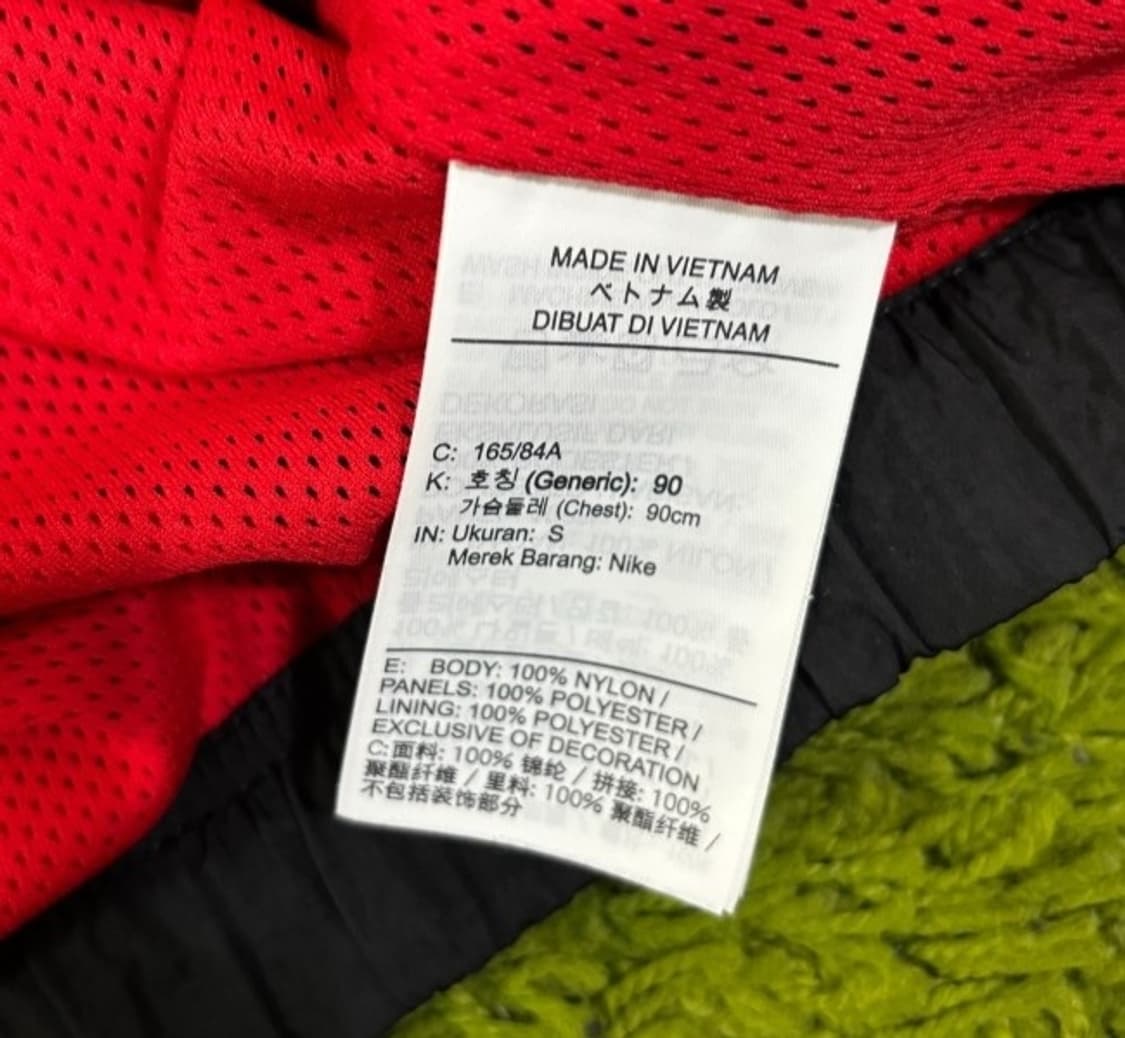 MADE IN VIETNAM
ベトナム製
DIBUAT DI VIETNAM
C: 165/84A
K: 호칭 (Generic): 90
가슴둘레 (Chest): 90cm
IN: Ukuran: S
Merek Barang: Nike
E: BODY: 100% NYLON /
PANELS: 100% POLYESTER /
LINING: 100% POLYESTER /
EXCLUSIVE OF DECORATION
C: 面料: 100% 锦纶 / 拼接: 100%
聚酯纤维 / 里料: 100% 聚酯纤维 /
不包括装饰部分